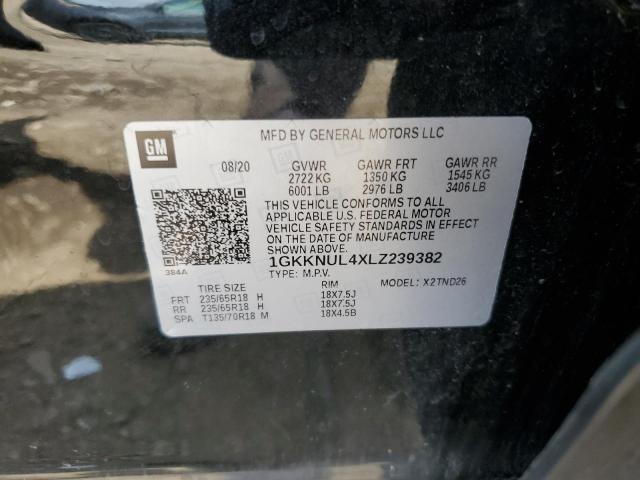 GM
MFD BY GENERAL MOTORS LLC
08/20 GVWR GAWR FRT GAWR RR
2722 KG 1350 KG 1545 KG
6001 LB 2976 LB 3406 LB
THIS VEHICLE CONFORMS TO ALL
APPLICABLE U.S. FEDERAL MOTOR
VEHICLE SAFETY STANDARDS IN EFFECT
ON THE DATE OF MANUFACTURE
SHOWN ABOVE.
384A
1GKKNUL4XLZ239382
TYPE: M.P.V. MODEL: X2TND26
TIRE SIZE RIM
FRT 235/65R18 H 18X7.5J
RR 235/65R18 H 18X7.5J
SPA T135/70R18 M 18X4.5B